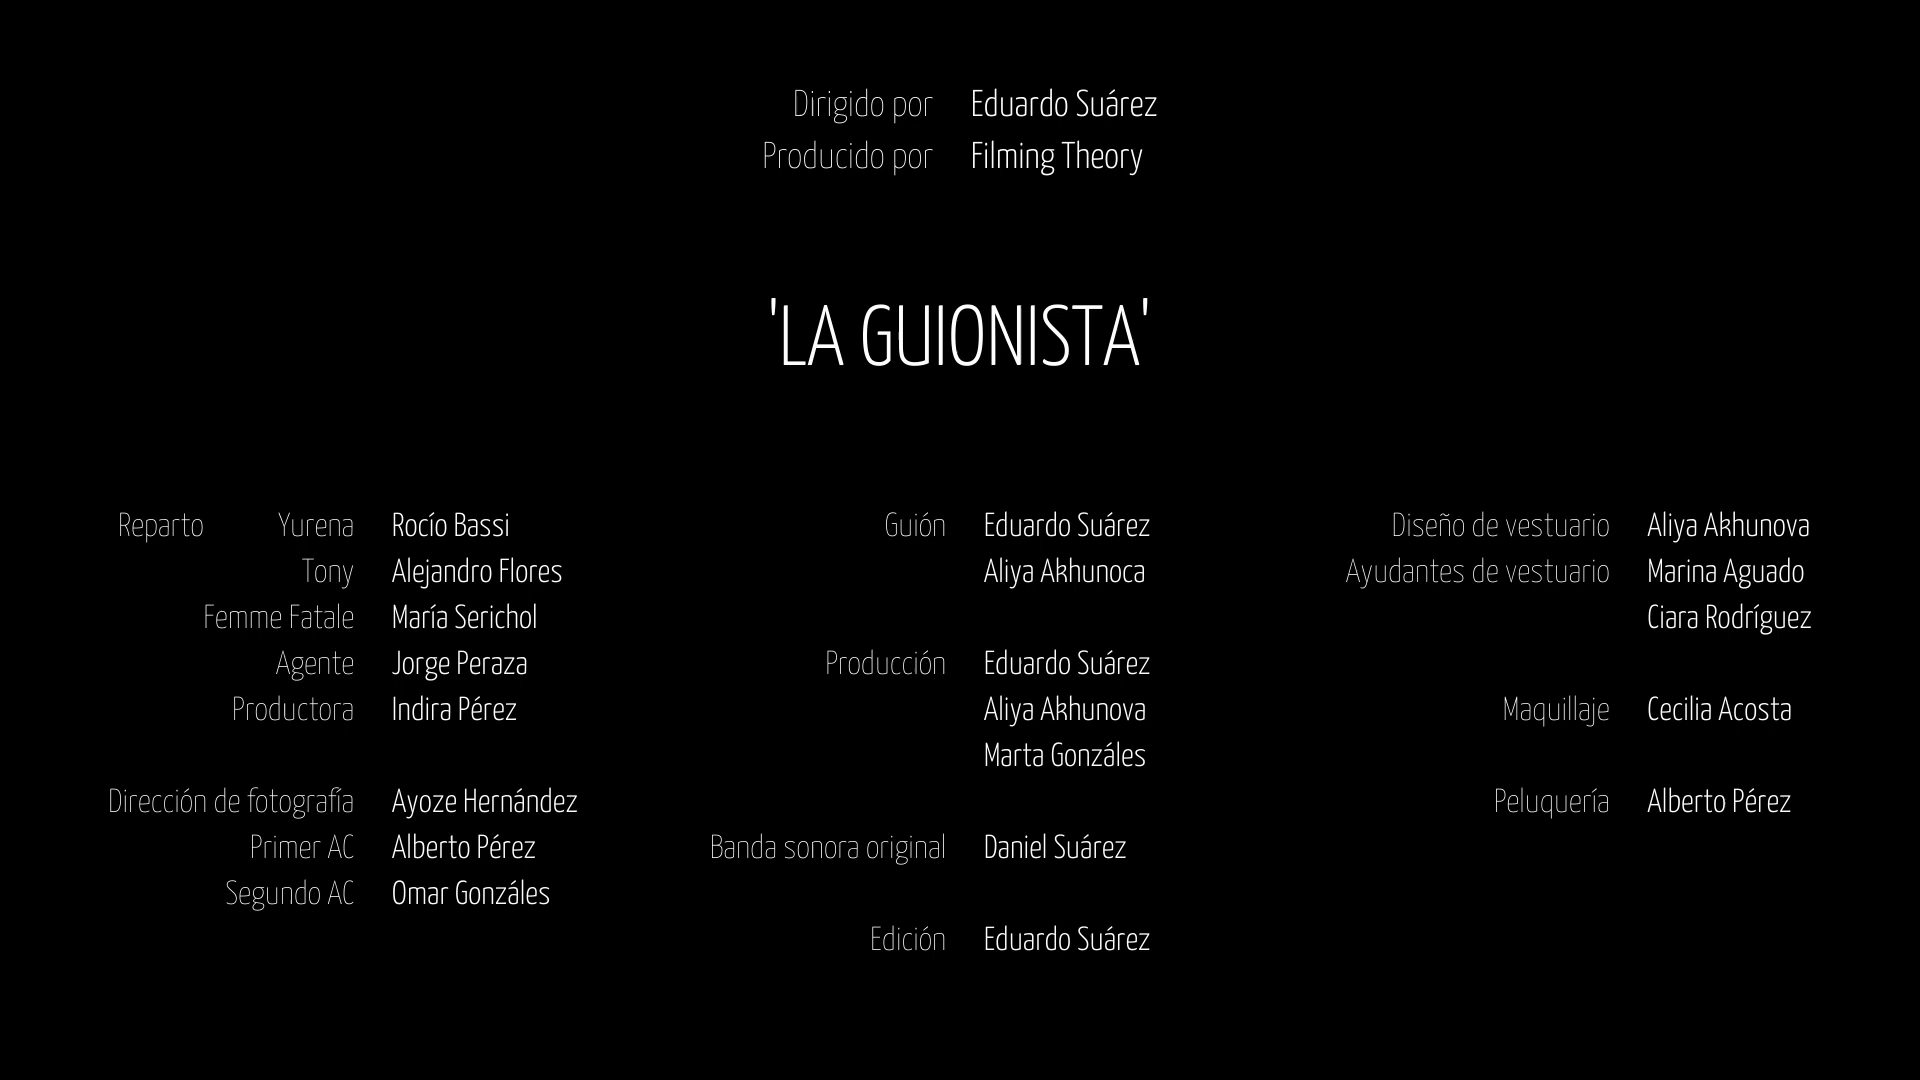 Dirigido por Eduardo Suárez
Producido por Filming Theory
'LA GUIONISTA'
Reparto Yurena Rocío Bassi
Tony Alejandro Flores
Femme Fatale María Serichol
Agente Jorge Peraza
Productora Indira Pérez
Dirección de fotografía Ayoze Hernández
Primer AC Alberto Pérez
Segundo AC Omar Gonzáles
Guión Eduardo Suárez
Aliya Akhunoca
Producción Eduardo Suárez
Aliya Akhunova
Marta Gonzáles
Banda sonora original Daniel Suárez
Edición Eduardo Suárez
Diseño de vestuario Aliya Akhunova
Ayudantes de vestuario Marina Aguado
Ciara Rodríguez
Maquillaje Cecilia Acosta
Peluquería Alberto Pérez